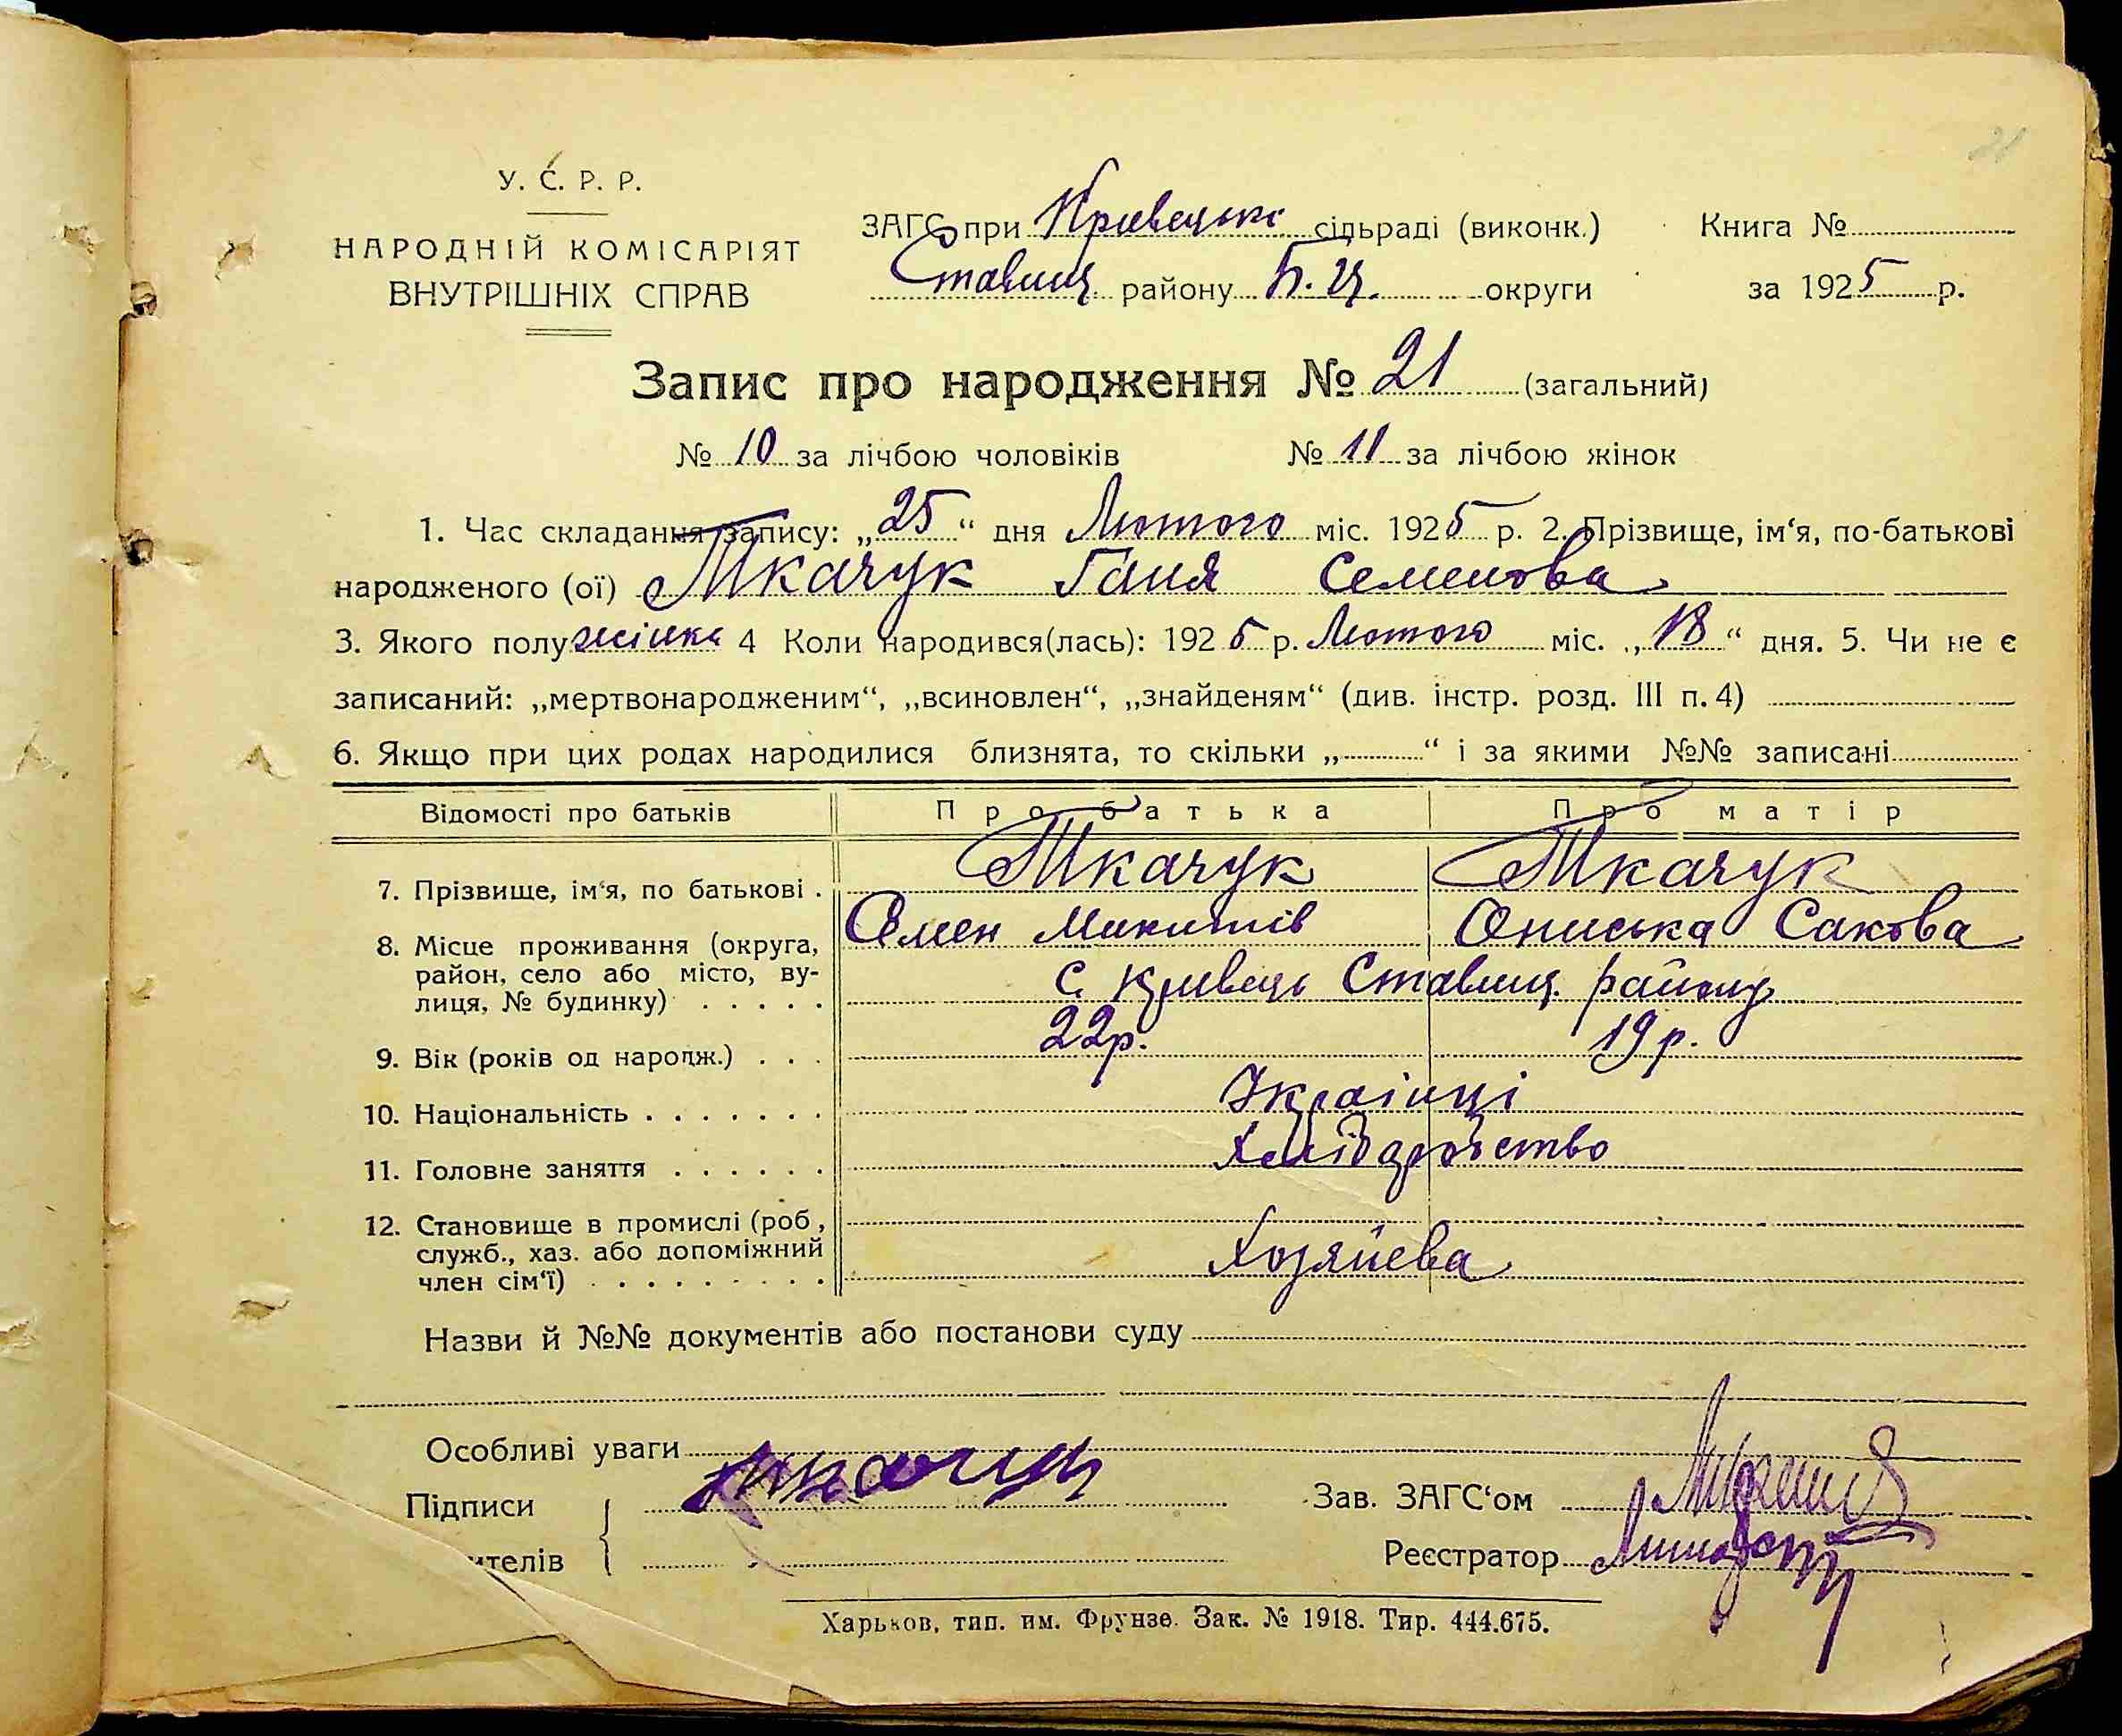 21
У. С. Р. Р.
НАРОДНІЙ КОМІСАРІЯТ
ВНУТРІШНІХ СПРАВ
ЗАГС при Кривецькі сільраді (виконк.) Книга №
Ставищ. району Б. Ц. округи за 1925 р.
Запис про народження № 21 (загальний)
№ 10 за лічбою чоловіків № 11 за лічбою жінок
1. Час складання запису: „25“ дня Лютого міс. 1925 р. 2. Прізвище, ім‘я, по-батькові
народженого (ої) Ткачук Ганя Семенова
3. Якого полу жінка 4 Коли народився(лась): 1925 р. Лютого міс. „18“ дня. 5. Чи не є
записаний: „мертвонародженим“, „всиновлен“, „знайденям“ (див. інстр. розд. III п. 4)
6. Якщо при цих родах народилися близнята, то скільки „ “ і за якими №№ записані
Відомості про батьків Про батька Про матір
7. Прізвище, ім‘я, по батькові . Ткачук Ткачук
Семен Микитів Ониська Сакова
8. Місце проживання (округа,
район, село або місто, ву-
лиця, № будинку) . . . . . С. Кривець Ставищ. району
9. Вік (років од народж.) . . . 22р. 19р.
10. Національність . . . . . . . Українці
11. Головне заняття . . . . . . Хліборобство
12. Становище в промислі (роб.,
служб., хаз. або допоміжний
член сім‘ї) . . . . . . . . . Хозяйева
Назви й №№ документів або постанови суду
Особливі уваги
Підписи Ткачук Зав. ЗАГС‘ом
ителів Реєстратор
Харьков, тип. им. Фрунзе. Зак. № 1918. Тир. 444.675.